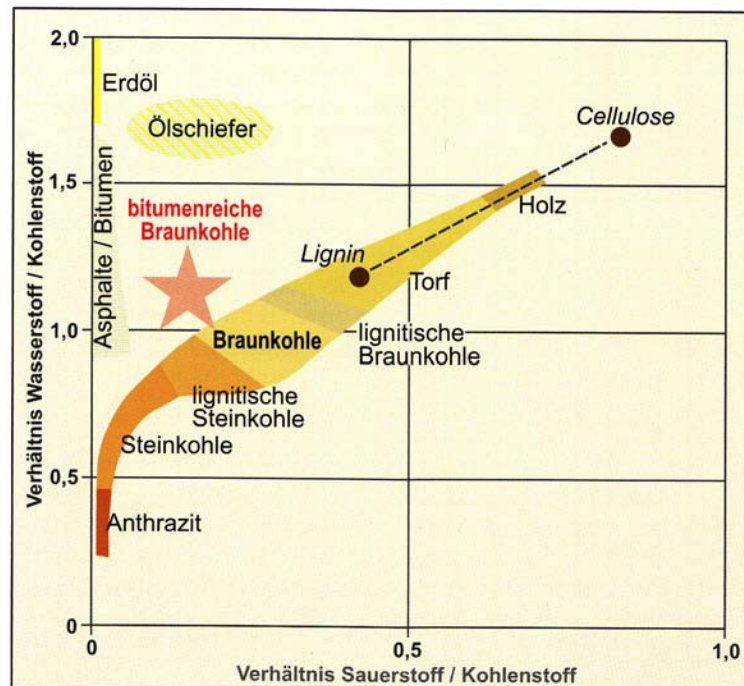 Verhältnis Wasserstoff / Kohlenstoff
2,0
1,5
1,0
0,5
0
Erdöl
Ölschiefer
Asphalte / Bitumen
bitumenreiche
Braunkohle
Cellulose
Holz
Lignin
Torf
Braunkohle
lignitische
Braunkohle
lignitische
Steinkohle
Steinkohle
Anthrazit
0
0,5
1,0
Verhältnis Sauerstoff / Kohlenstoff